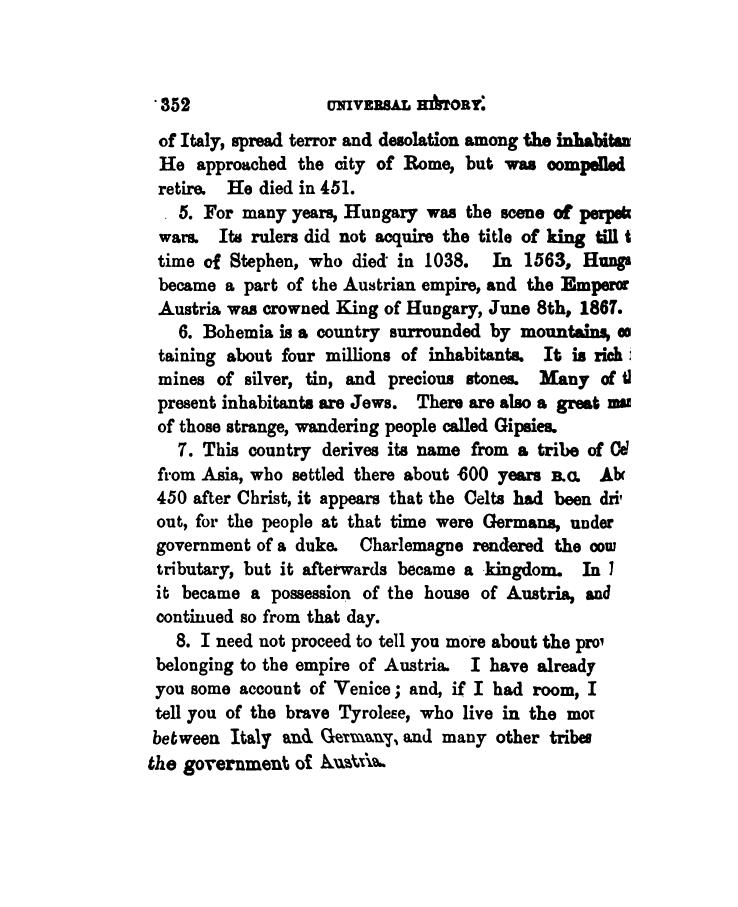 352 UNIVERSAL HISTORY.
of Italy, spread terror and desolation among the inhabitan
He approached the city of Rome, but was compelled
retire. He died in 451.
5. For many years, Hungary was the scene of perpet
wars. Its rulers did not acquire the title of king till t
time of Stephen, who died in 1038. In 1563, Hunga
became a part of the Austrian empire, and the Emperor
Austria was crowned King of Hungary, June 8th, 1867.
6. Bohemia is a country surrounded by mountains, co
taining about four millions of inhabitants. It is rich i
mines of silver, tin, and precious stones. Many of t
present inhabitants are Jews. There are also a great man
of those strange, wandering people called Gipsies.
7. This country derives its name from a tribe of Cel
from Asia, who settled there about 600 years B.C. Ab
450 after Christ, it appears that the Celts had been dri
out, for the people at that time were Germans, under
government of a duke. Charlemagne rendered the coun
tributary, but it afterwards became a kingdom. In 1
it became a possession of the house of Austria, and
continued so from that day.
8. I need not proceed to tell you more about the prov
belonging to the empire of Austria. I have already
you some account of Venice; and, if I had room, I
tell you of the brave Tyrolese, who live in the mou
between Italy and Germany, and many other tribes
the government of Austria.